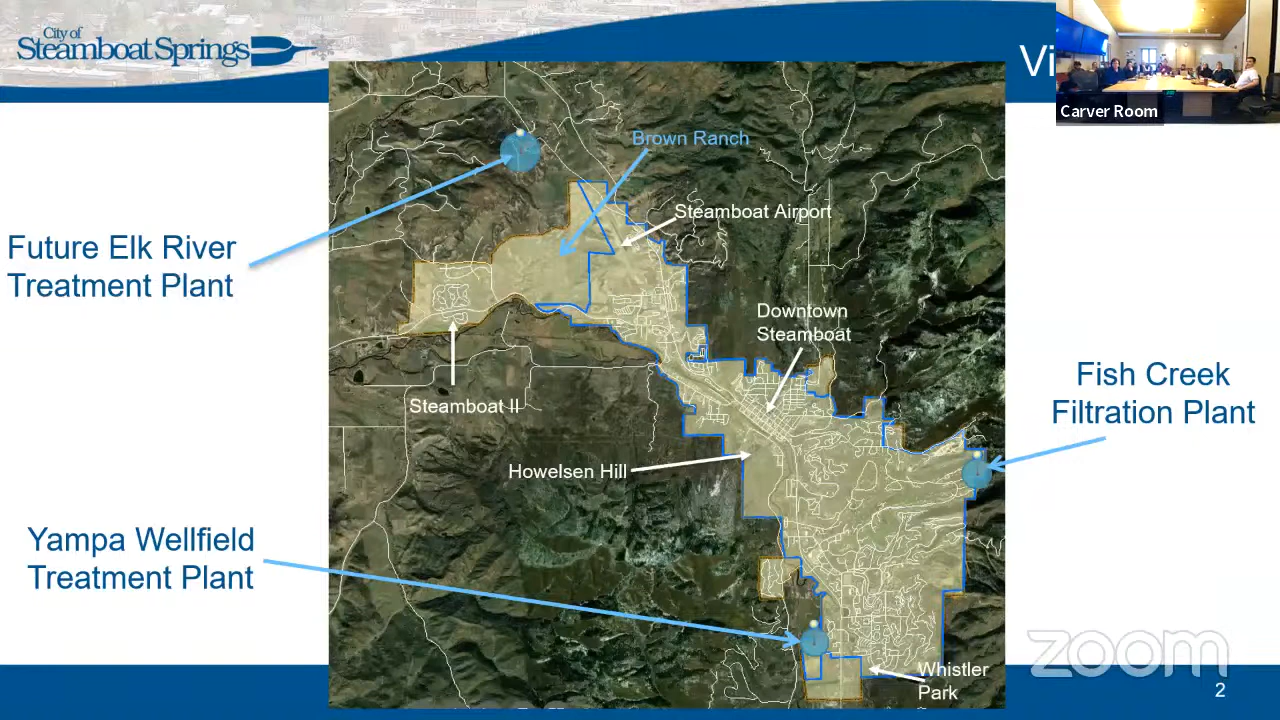 City of
Steamboat Springs
Vi
Carver Room
Brown Ranch
Steamboat Airport
Future Elk River
Treatment Plant
Downtown
Steamboat
Fish Creek
Filtration Plant
Steamboat II
Howelsen Hill
Yampa Wellfield
Treatment Plant
Whistler
Park
zoom
2